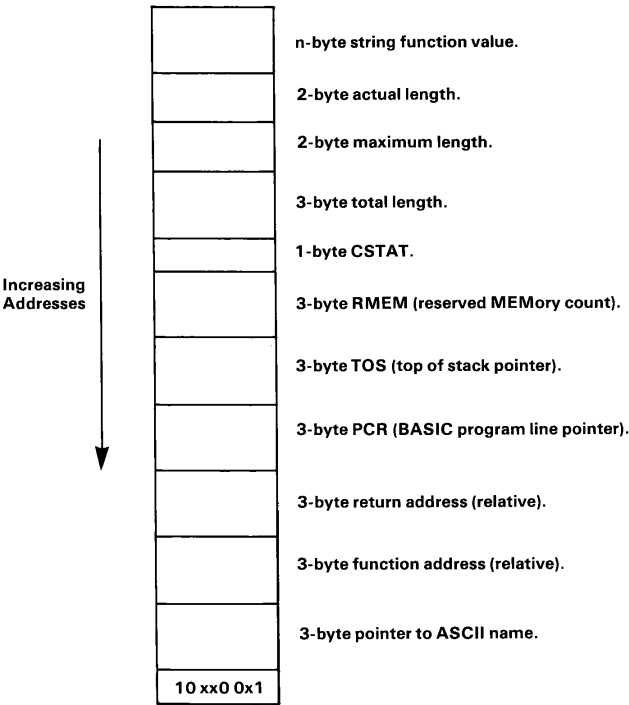 n-byte string function value.
2-byte actual length.
2-byte maximum length.
3-byte total length.
1-byte CSTAT.
Increasing
Addresses
3-byte RMEM (reserved MEMory count).
3-byte TOS (top of stack pointer).
3-byte PCR (BASIC program line pointer).
3-byte return address (relative).
3-byte function address (relative).
3-byte pointer to ASCII name.
10 xx0 0x1